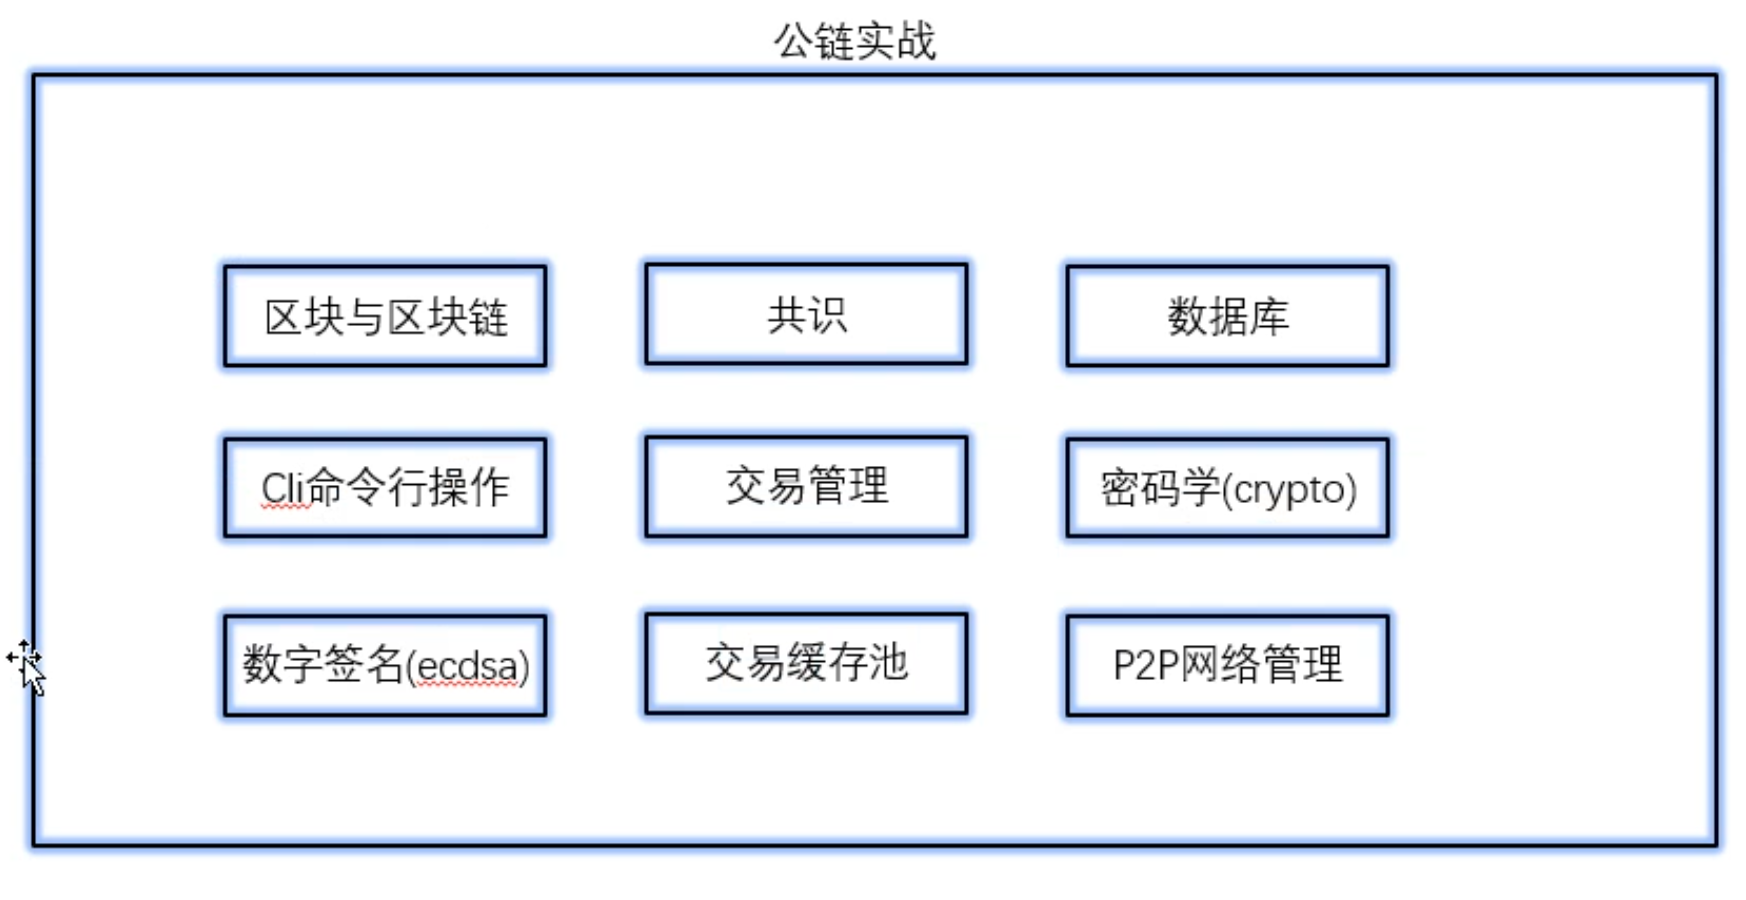 公链实战
区块与区块链
共识
数据库
Cli命令行操作
交易管理
密码学(crypto)
数字签名(ecdsa)
交易缓存池
P2P网络管理